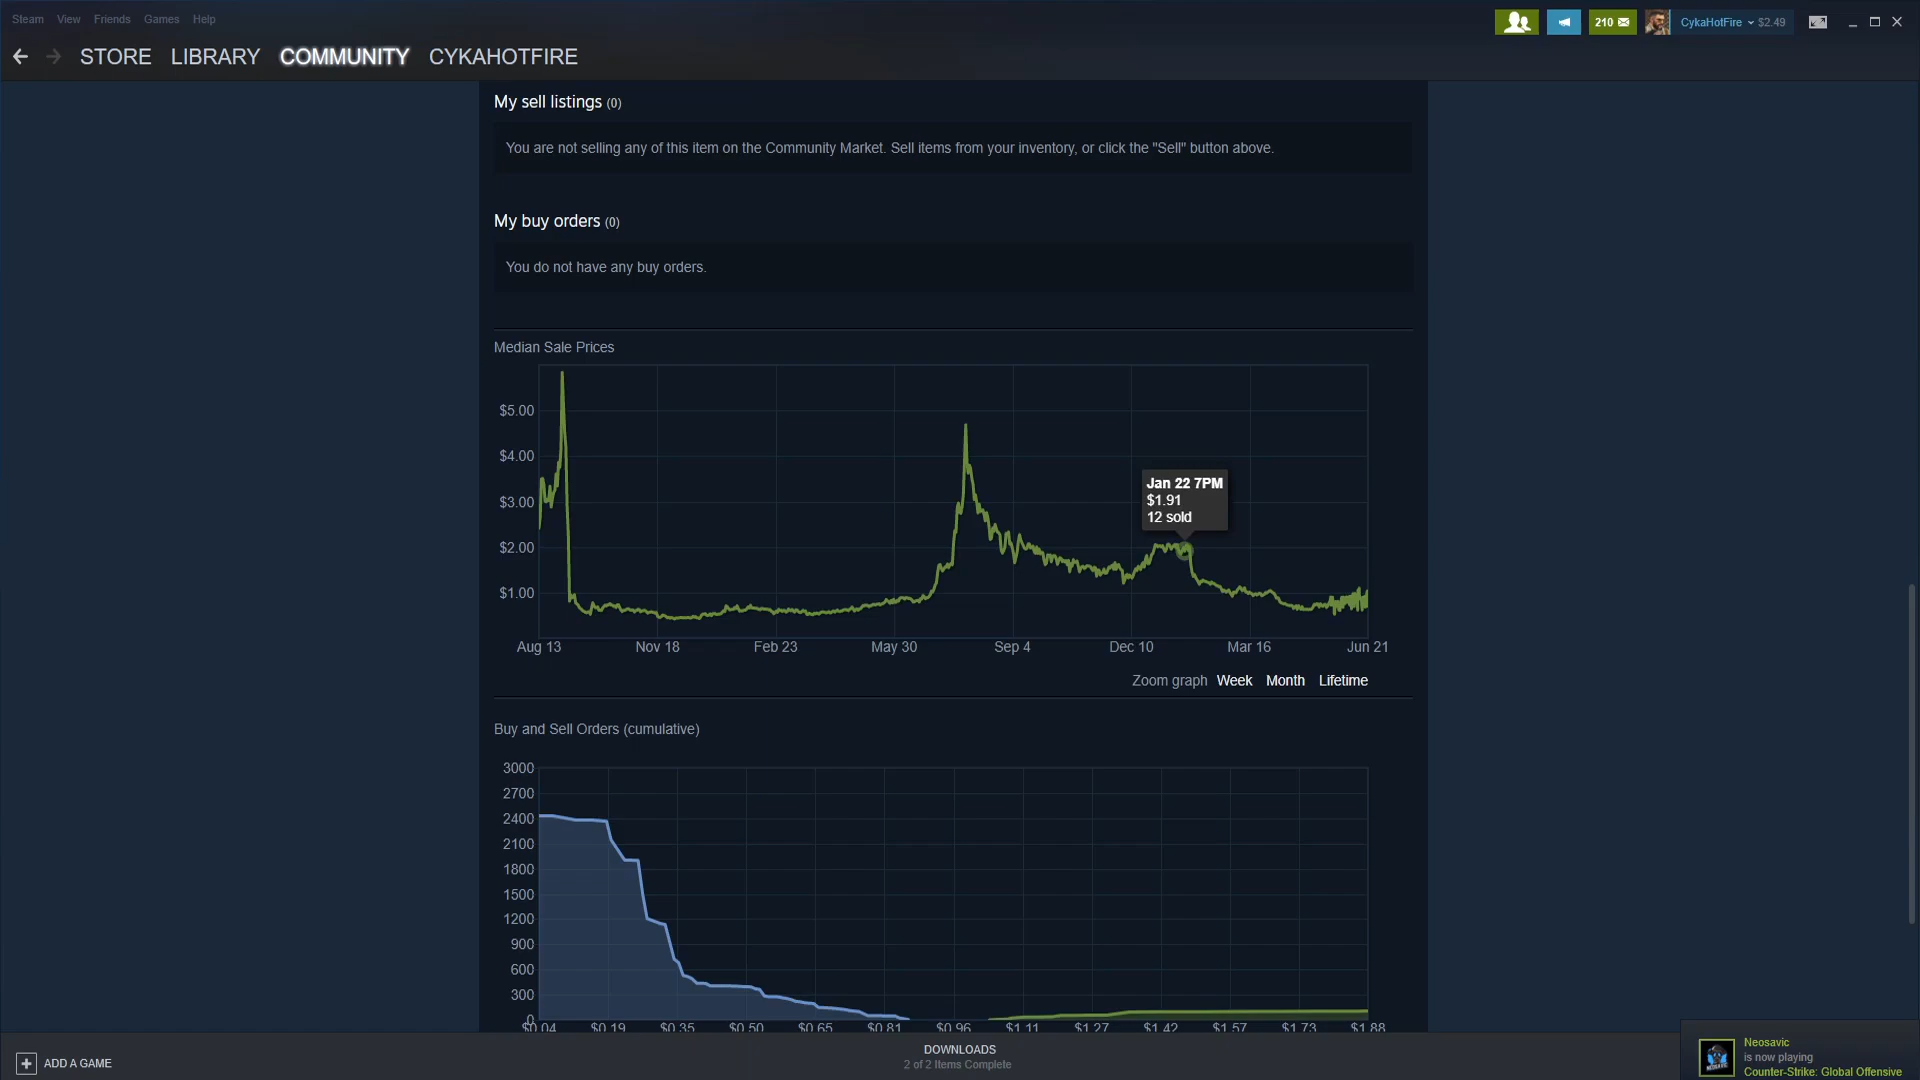 Steam View Friends Games Help
210 CykaHotFire $2.49
STORE LIBRARY COMMUNITY CYKAHOTFIRE
My sell listings (0)
You are not selling any of this item on the Community Market. Sell items from your inventory, or click the "Sell" button above.
My buy orders (0)
You do not have any buy orders.
Median Sale Prices
$5.00
$4.00
$3.00
$2.00
$1.00
Jan 22 7PM
$1.91
12 sold
Aug 13 Nov 18 Feb 23 May 30 Sep 4 Dec 10 Mar 16 Jun 21
Zoom graph Week Month Lifetime
Buy and Sell Orders (cumulative)
3000
2700
2400
2100
1800
1500
1200
900
600
300
0
$0.04 $0.19 $0.35 $0.50 $0.65 $0.81 $0.96 $1.11 $1.27 $1.42 $1.57 $1.73 $1.88
ADD A GAME
DOWNLOADS
2 of 2 Items Complete
Neosavic
is now playing
Counter-Strike: Global Offensive